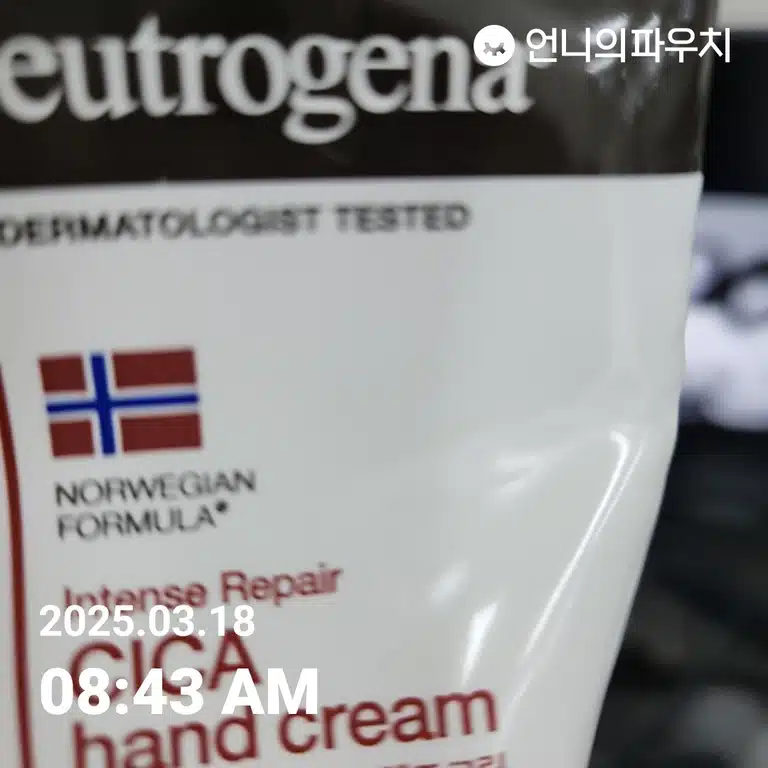 eutrogena
언니의파우치
DERMATOLOGIST TESTED
NORWEGIAN
FORMULA®
Intense Repair
2025.03.18
CICA
08:43 AM
hand cream